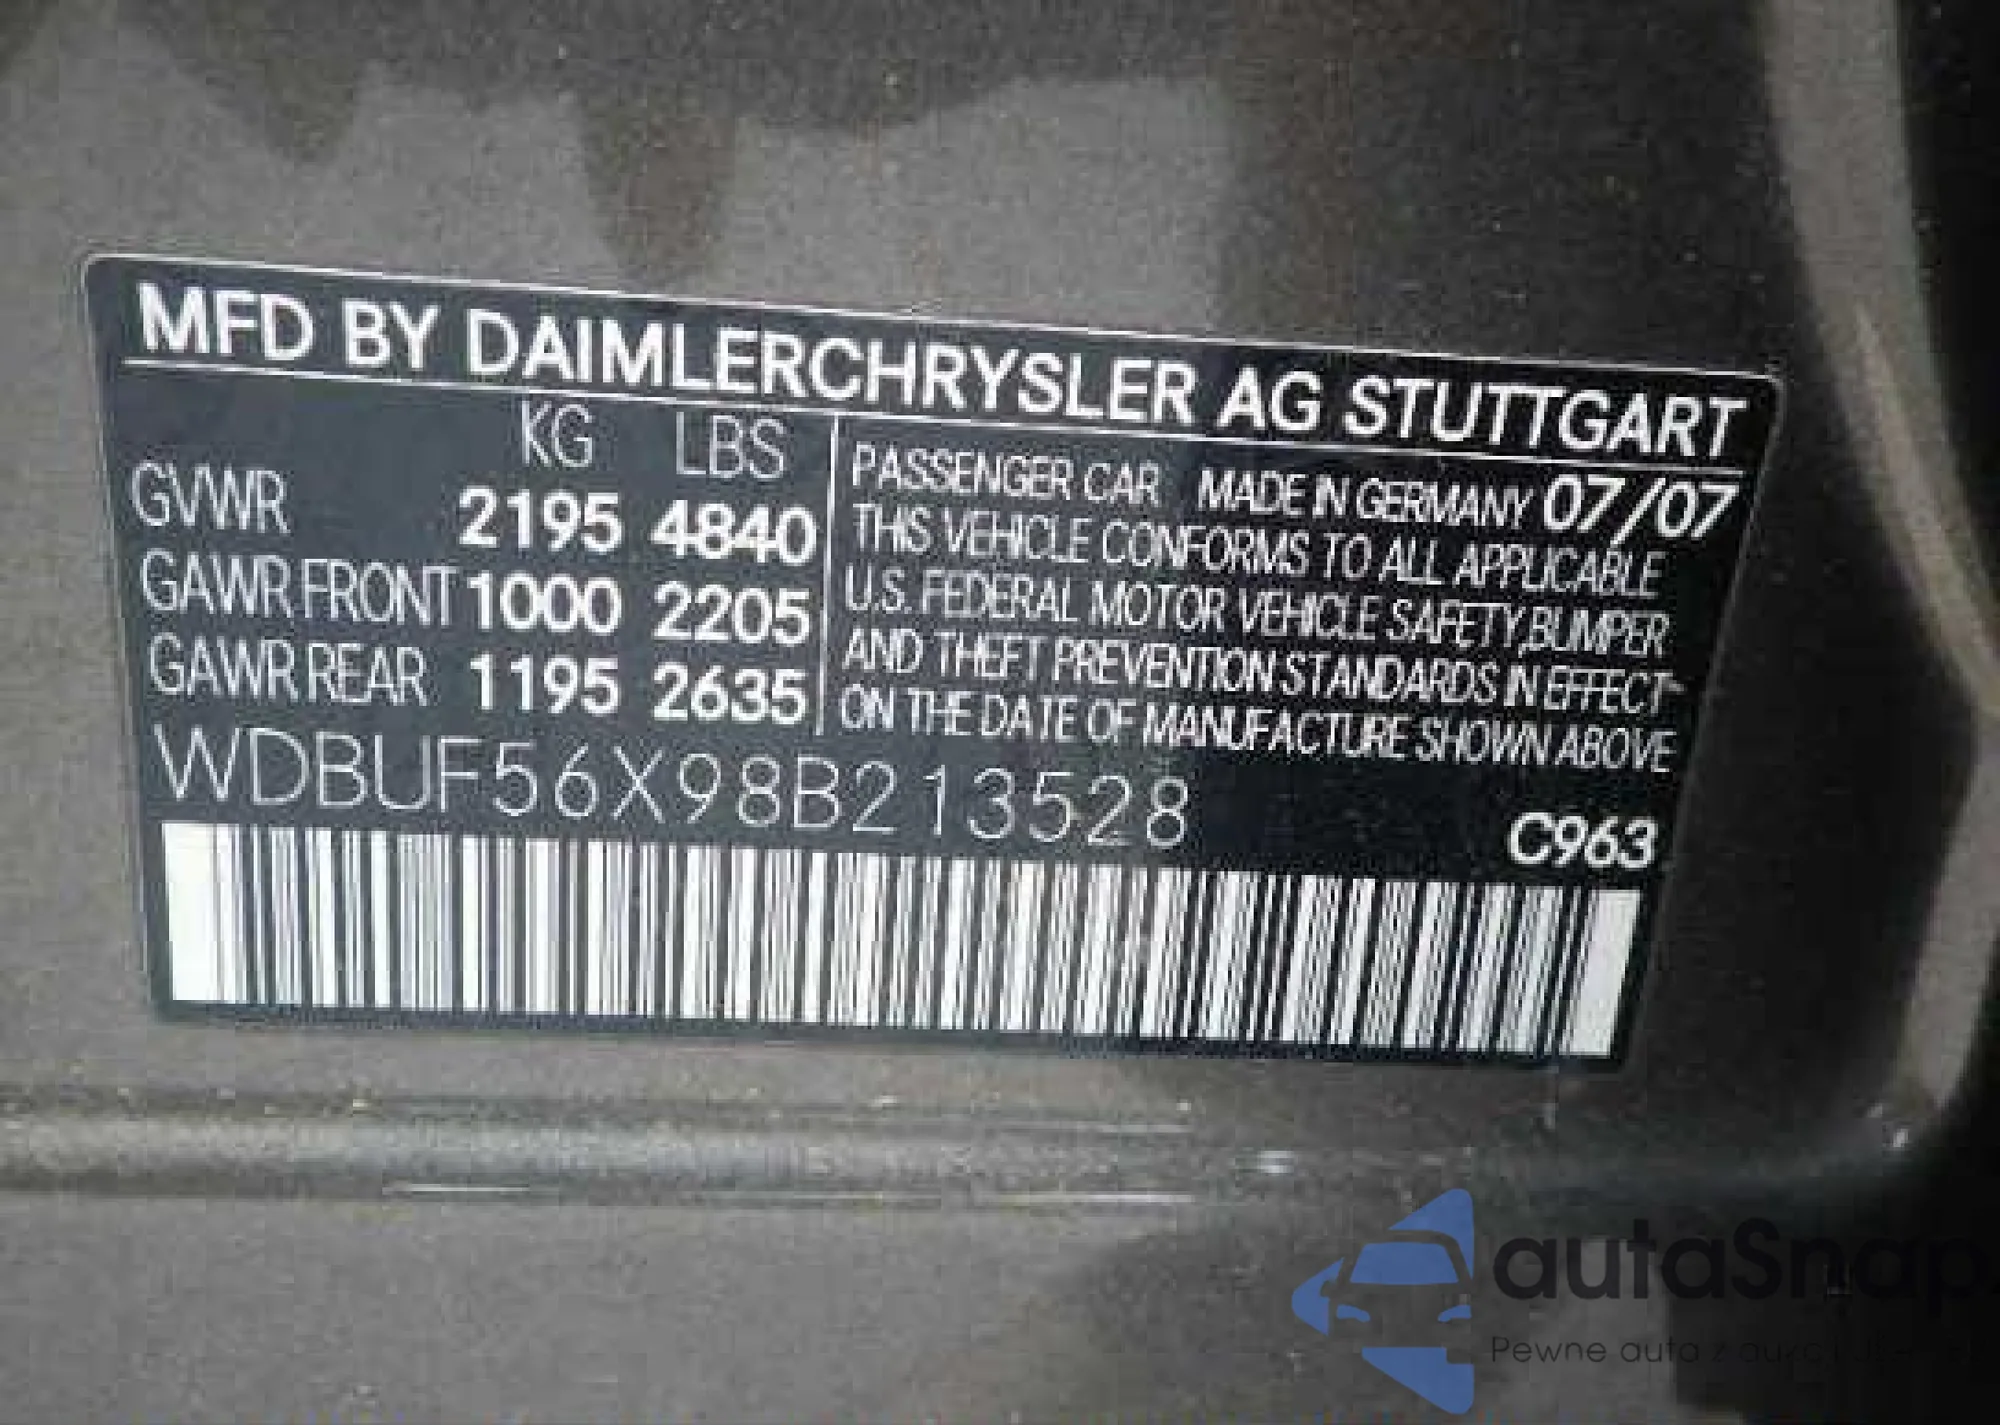 MFD BY DAIMLERCHRYSLER AG STUTTGART
KG LBS
GVWR 2195 4840
GAWR FRONT 1000 2205
GAWR REAR 1195 2635
PASSENGER CAR MADE IN GERMANY 07/07
THIS VEHICLE CONFORMS TO ALL APPLICABLE
U.S. FEDERAL MOTOR VEHICLE SAFETY, BUMPER
AND THEFT PREVENTION STANDARDS IN EFFECT
ON THE DATE OF MANUFACTURE SHOWN ABOVE
WDBUF56X98B213528
C963
autaSnap
Pewne auta z